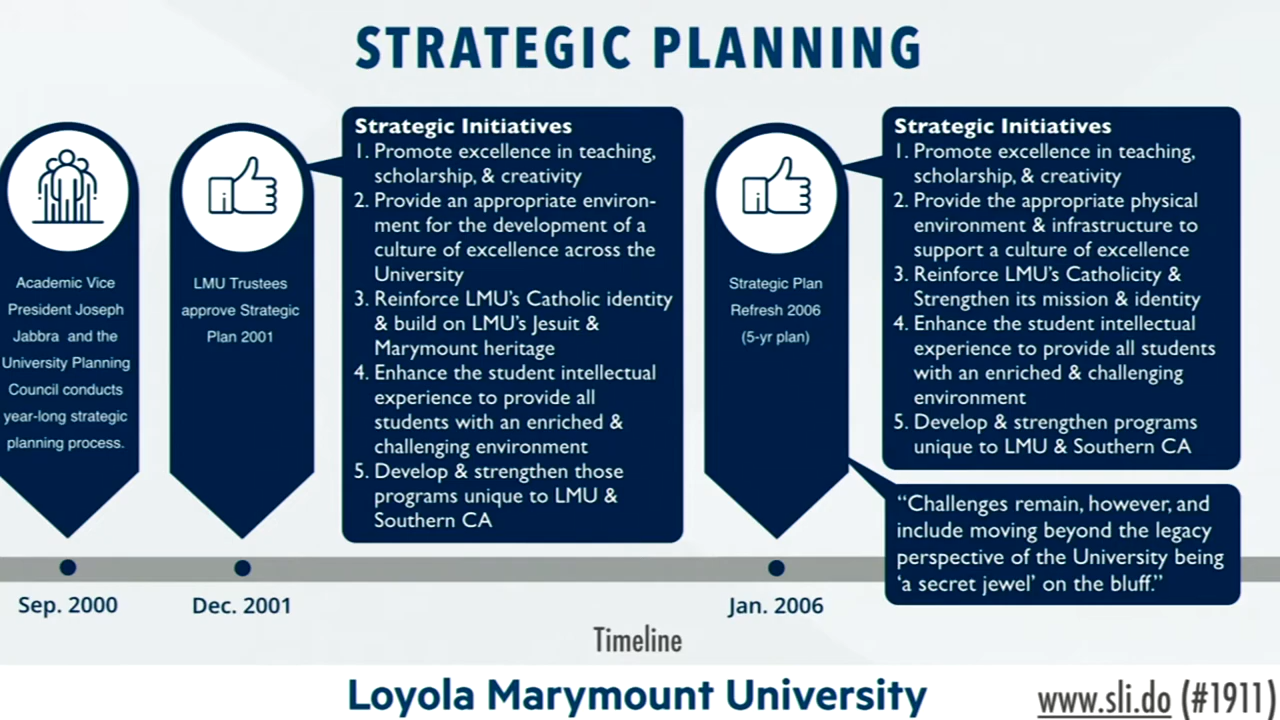 STRATEGIC PLANNING
Academic Vice
President Joseph
Jabbra and the
University Planning
Council conducts
year-long strategic
planning process.
Sep. 2000
LMU Trustees
approve Strategic
Plan 2001
Dec. 2001
Strategic Initiatives
1. Promote excellence in teaching,
scholarship, & creativity
2. Provide an appropriate environ-
ment for the development of a
culture of excellence across the
University
3. Reinforce LMU's Catholic identity
& build on LMU's Jesuit &
Marymount heritage
4. Enhance the student intellectual
experience to provide all
students with an enriched &
challenging environment
5. Develop & strengthen those
programs unique to LMU &
Southern CA
Strategic Plan
Refresh 2006
(5-yr plan)
Jan. 2006
Strategic Initiatives
1. Promote excellence in teaching,
scholarship, & creativity
2. Provide the appropriate physical
environment & infrastructure to
support a culture of excellence
3. Reinforce LMU's Catholicity &
Strengthen its mission & identity
4. Enhance the student intellectual
experience to provide all students
with an enriched & challenging
environment
5. Develop & strengthen programs
unique to LMU & Southern CA
“Challenges remain, however, and
include moving beyond the legacy
perspective of the University being
‘a secret jewel’ on the bluff.”
Timeline
Loyola Marymount University
www.sli.do (#1911)